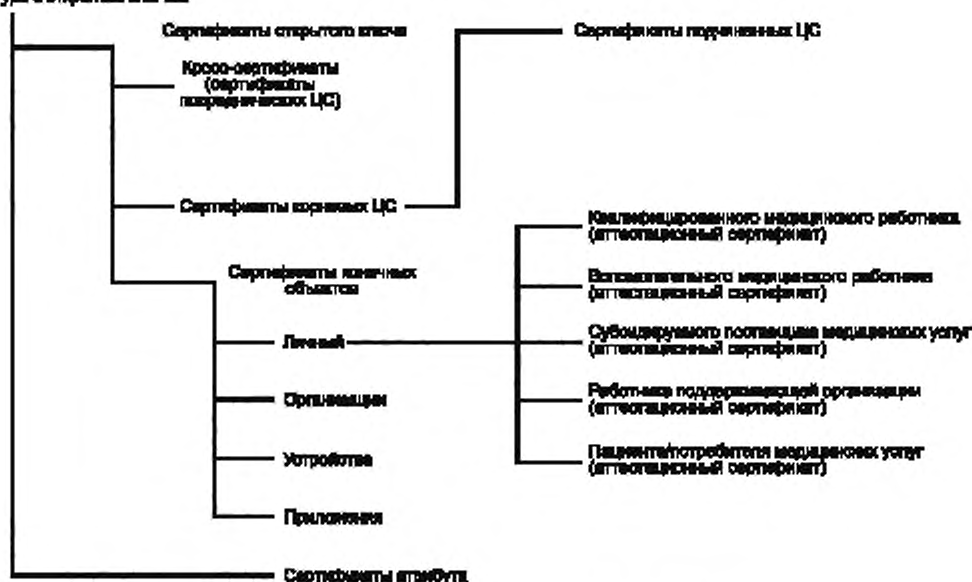 Сертификаты открытого ключа
Сертификаты подчиненных ЦС
Кросс-сертификаты
(сертификаты
посреднических ЦС)
Сертификаты корневых ЦС
Квалифицированного медицинского работника
(аттестационный сертификат)
Сертификаты конечных
объектов
Вспомогательного медицинского работника
(аттестационный сертификат)
Личный
Субсидируемого поставщика медицинских услуг
(аттестационный сертификат)
Организации
Работника поддерживающей организации
(аттестационный сертификат)
Устройства
Пациента/потребителя медицинских услуг
(аттестационный сертификат)
Приложения
Сертификаты атрибута